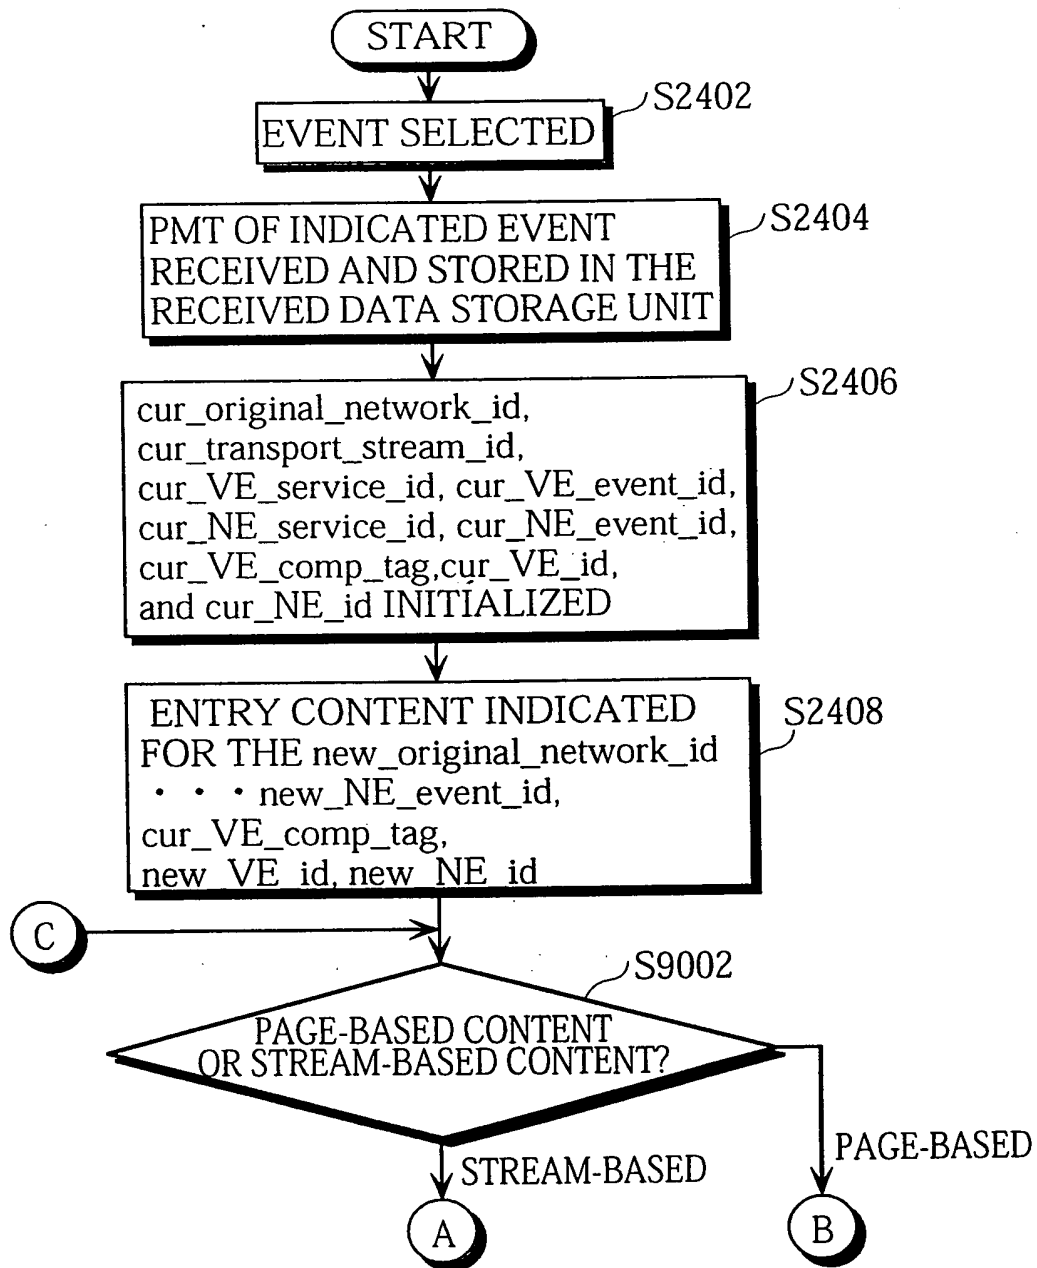 START
S2402
EVENT SELECTED
S2404
PMT OF INDICATED EVENT
RECEIVED AND STORED IN THE
RECEIVED DATA STORAGE UNIT
S2406
cur_original_network_id,
cur_transport_stream_id,
cur_VE_service_id, cur_VE_event_id,
cur_NE_service_id, cur_NE_event_id,
cur_VE_comp_tag,cur_VE_id,
and cur_NE_id INITIALIZED
S2408
ENTRY CONTENT INDICATED
FOR THE new_original_network_id
・・・new_NE_event_id,
cur_VE_comp_tag,
new_VE_id, new_NE_id
C
S9002
PAGE-BASED CONTENT
OR STREAM-BASED CONTENT?
PAGE-BASED
STREAM-BASED
A
B